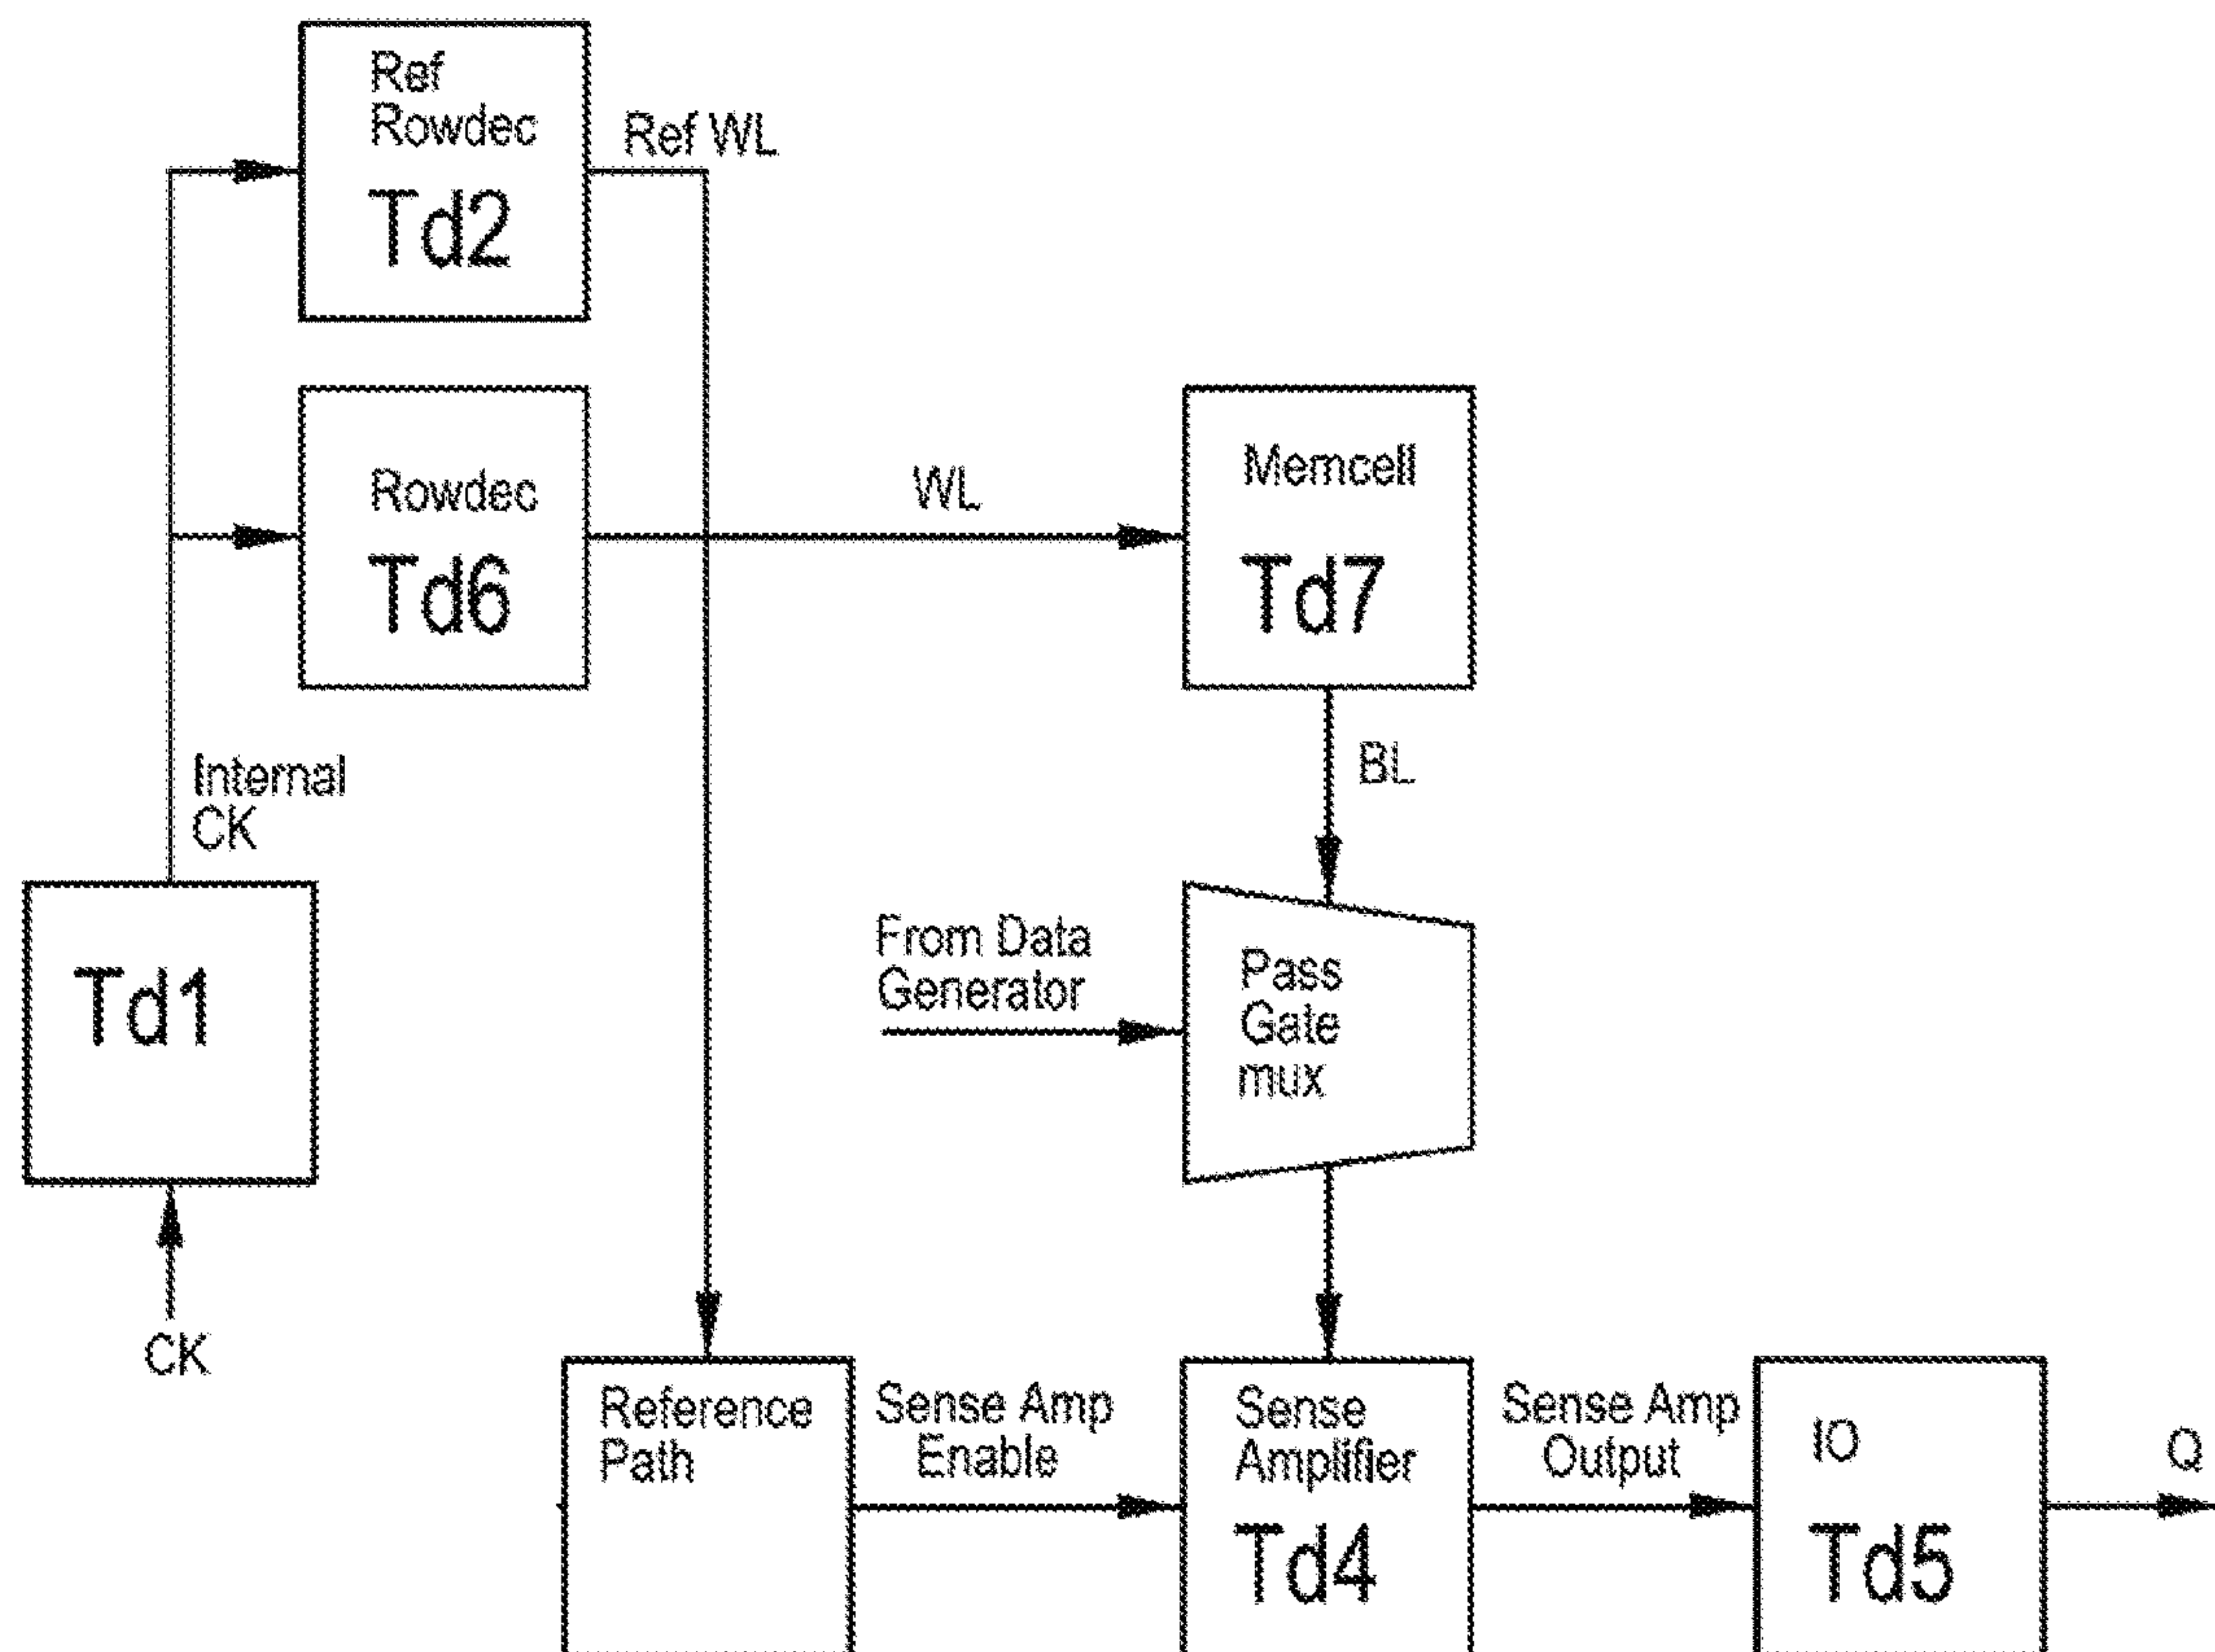 Ref
Rowdec
Td2
Ref WL
Rowdec
Td6
WL
Memcell
Td7
BL
Internal
CK
Td1
CK
From Data
Generator
Pass
Gate
mux
Reference
Path
Sense Amp
Enable
Sense
Amplifier
Td4
Sense Amp
Output
IO
Td5
Q